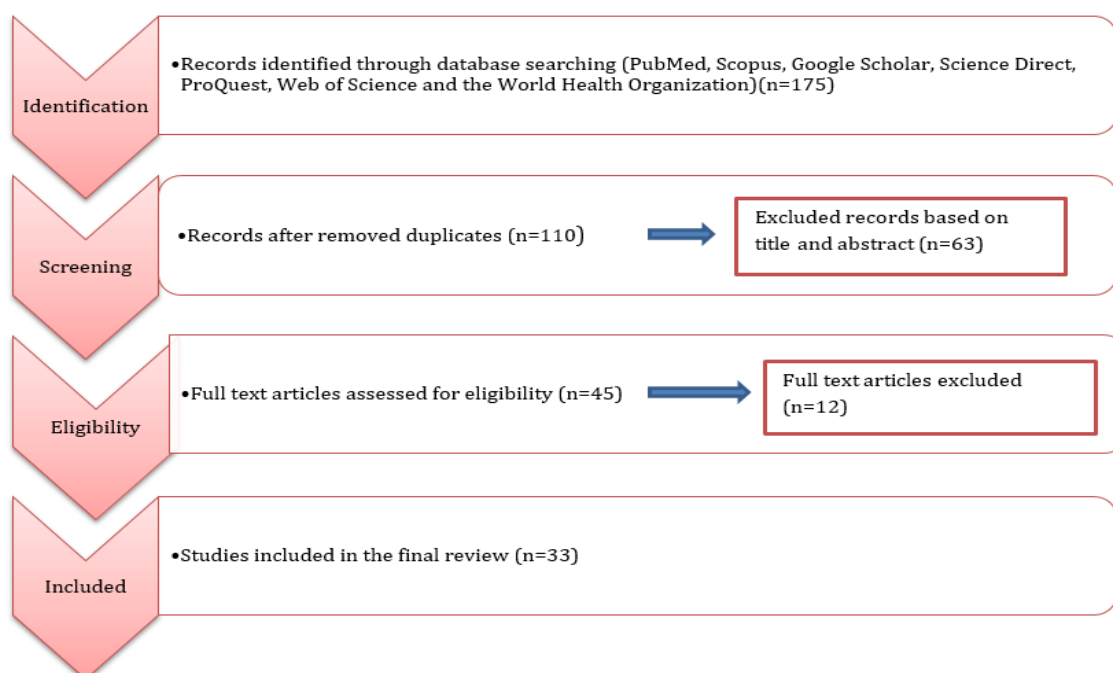 Identification
•Records identified through database searching (PubMed, Scopus, Google Scholar, Science Direct,
ProQuest, Web of Science and the World Health Organization)(n=175)
Screening
•Records after removed duplicates (n=110)
Excluded records based on
title and abstract (n=63)
Eligibility
•Full text articles assessed for eligibility (n=45)
Full text articles excluded
(n=12)
Included
•Studies included in the final review (n=33)